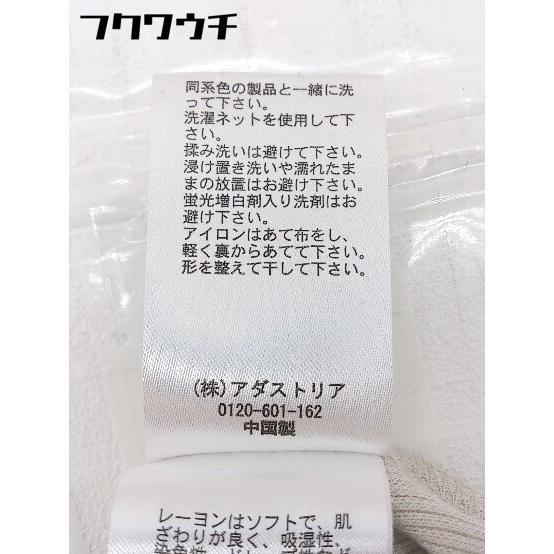 フクワウチ
同系色の製品と一緒に洗
って下さい。
洗濯ネットを使用して下
さい。
揉み洗いは避けて下さい。
浸け置き洗いや濡れたま
まの放置はお避け下さい。
蛍光増白剤入り洗剤はお
避け下さい。
アイロンはあて布をし、
軽く裏からあてて下さい。
形を整えて干して下さい。
(株)アダストリア
0120-601-162
中国製
レーヨンはソフトで、肌
ざわりが良く、吸湿性、